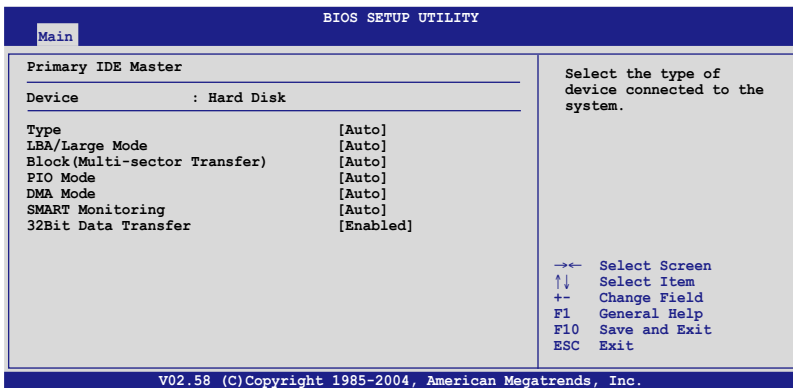 BIOS SETUP UTILITY
Main
Primary IDE Master
Device : Hard Disk
Type [Auto]
LBA/Large Mode [Auto]
Block(Multi-sector Transfer) [Auto]
PIO Mode [Auto]
DMA Mode [Auto]
SMART Monitoring [Auto]
32Bit Data Transfer [Enabled]
Select the type of
device connected to the
system.
→← Select Screen
↑↓ Select Item
+- Change Field
F1 General Help
F10 Save and Exit
ESC Exit
V02.58 (C)Copyright 1985-2004, American Megatrends, Inc.